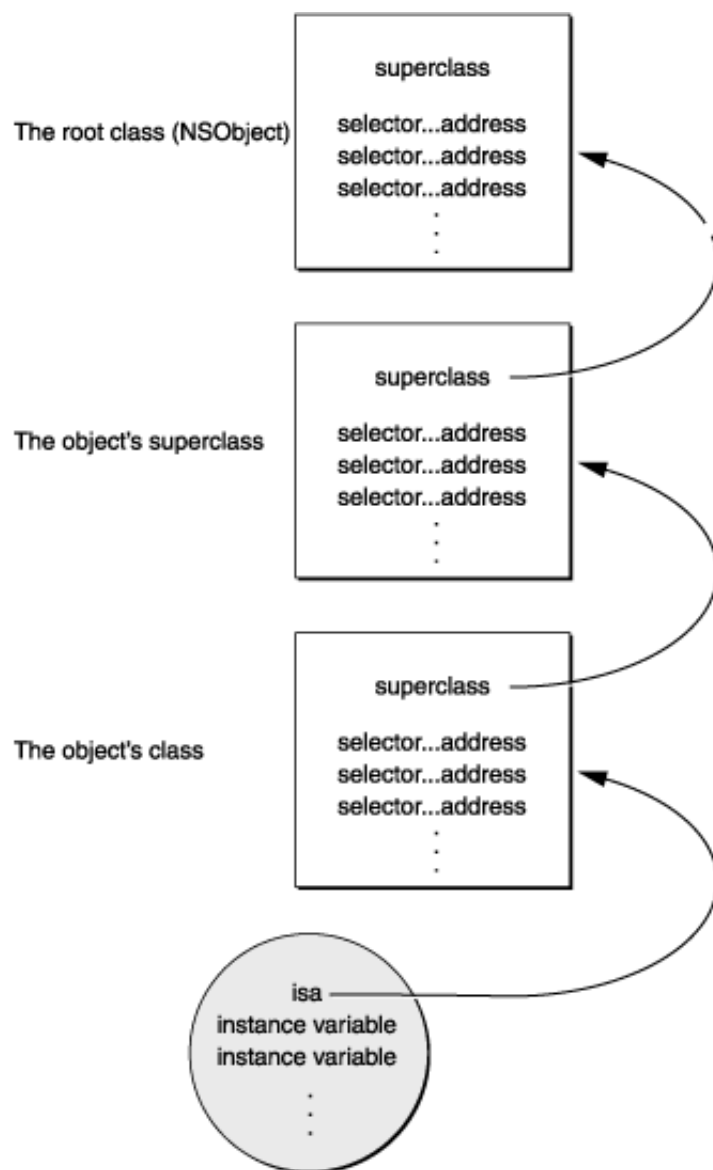 superclass
The root class (NSObject)
selector...address
selector...address
selector...address
.
.
.
superclass
The object's superclass
selector...address
selector...address
selector...address
.
.
.
superclass
The object's class
selector...address
selector...address
selector...address
.
.
.
isa
instance variable
instance variable
.
.
.